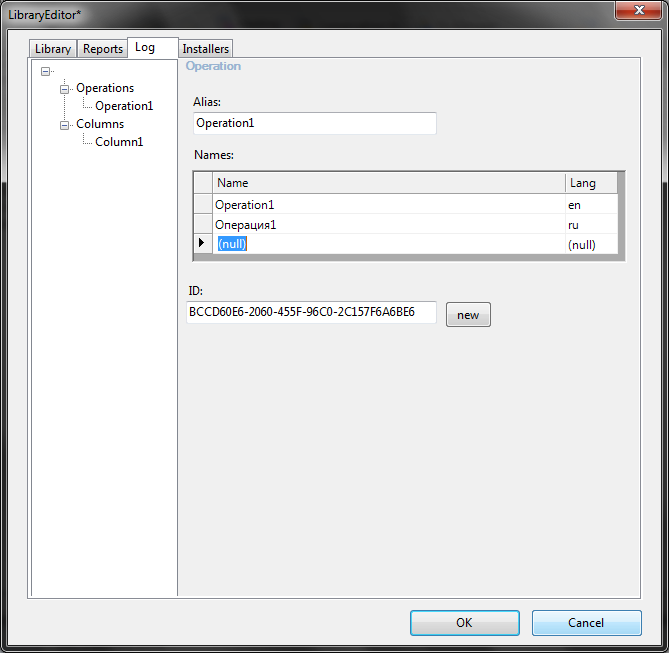 LibraryEditor*
Library Reports Log Installers
Operations
Operation1
Columns
Column1
Operation
Alias:
Operation1
Names:
Name Lang
Operation1 en
Операция1 ru
(null) (null)
ID:
BCCD60E6-2060-455F-96C0-2C157F6A6BE6 new
OK Cancel